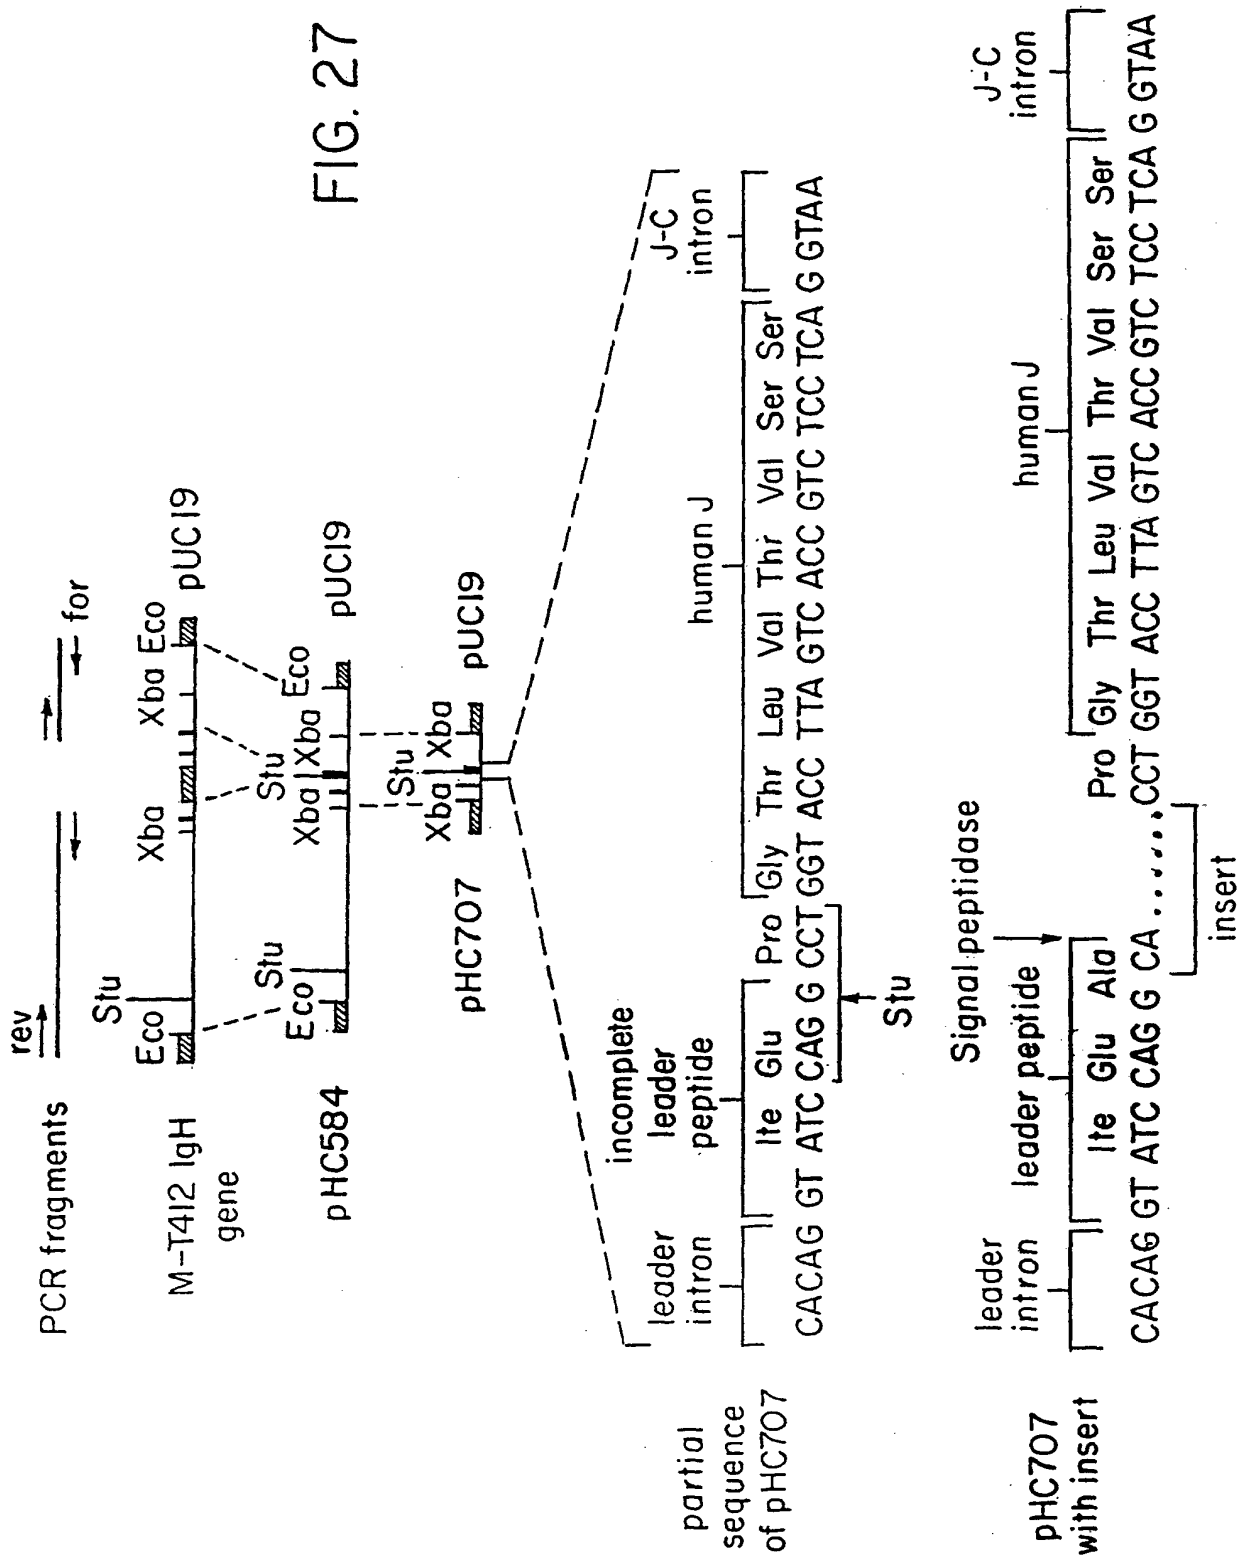 FIG. 27
PCR fragments
rev
for
M-T412 IgH
gene
Eco
Stu
Xba
Xba
Eco
pUC19
pHC584
Eco
Stu
Xba
Stu
Xba
Eco
pUC19
pHC707
Xba
Stu
Xba
pUC19
partial
sequence
of pHC707
leader
intron
incomplete
leader
peptide
human J
J-C
intron
Ite Glu Pro Gly Thr Leu Val Thr Val Ser Ser
CACAG GT ATC CAG G CCT GGT ACC TTA GTC ACC GTC TCC TCA G GTAA
Stu
pHC707
with insert
leader
intron
leader peptide
Signal peptidase
human J
J-C
intron
Ite Glu Ala Pro Gly Thr Leu Val Thr Val Ser Ser
CACAG GT ATC CAG G CA.......CCT GGT ACC TTA GTC ACC GTC TCC TCA G GTAA
insert